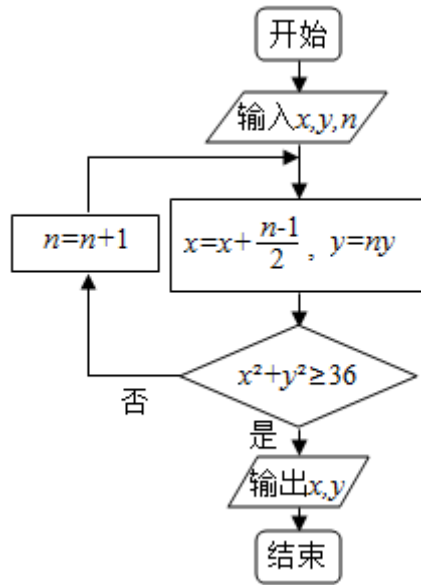 开始
输入x,y,n
n=n+1
x=x+\frac{n-1}{2}, y=ny
x²+y²≥36
否
是
输出x,y
结束